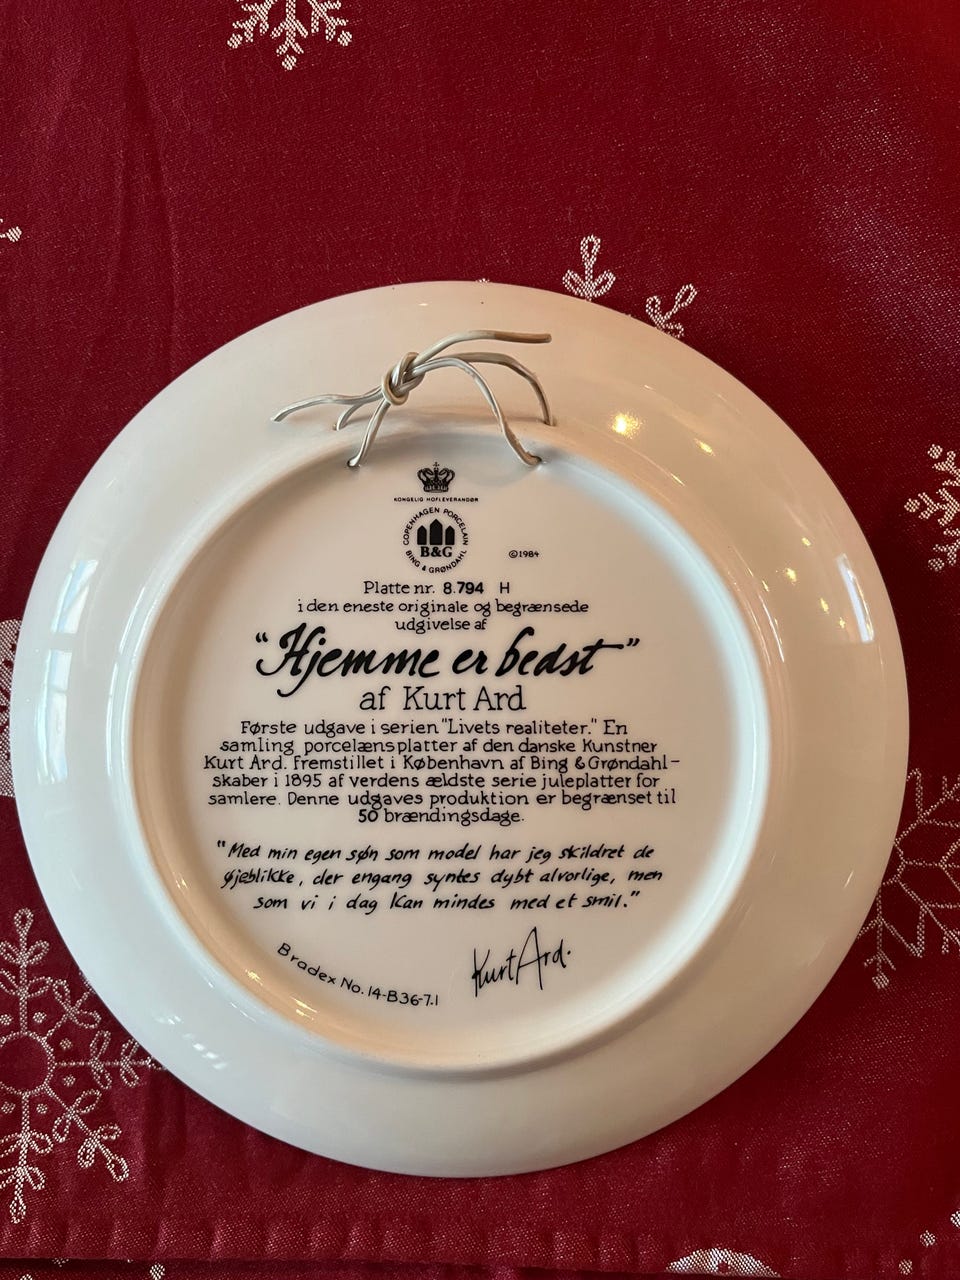 KONGELIG HOFLEVERANDØR
COPENHAGEN PORCELAIN
B&G
BING & GRØNDAHL
©1984
Platte nr. 8.794 H
i den eneste originale og begrænsede
udgivelse af
"Hjemme er bedst"
af Kurt Ard
Første udgave i serien "Livets realiteter." En
samling porcelænsplatter af den danske Kunstner
Kurt Ard. Fremstillet i København af Bing & Grøndahl-
skaber i 1895 af verdens ældste serie juleplatter for
samlere. Denne udgaves produktion er begrænset til
50 brændingsdage.
"Med min egen søn som model har jeg skildret de
øjeblikke, der engang syntes dybt alvorlige, men
som vi i dag kan mindes med et smil."
Kurt Ard.
Bradex No. 14-B36-7.1